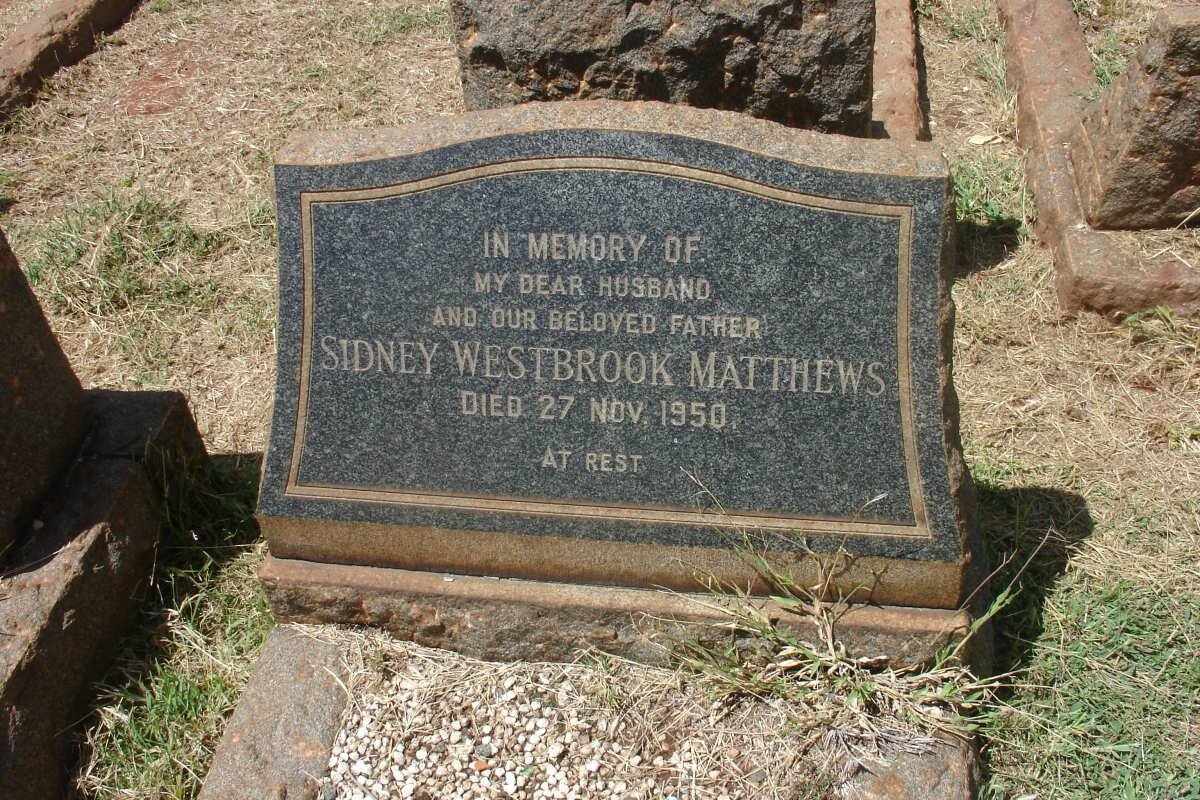 IN MEMORY OF
MY DEAR HUSBAND
AND OUR BELOVED FATHER
SIDNEY WESTBROOK MATTHEWS
DIED 27 NOV. 1950.
AT REST